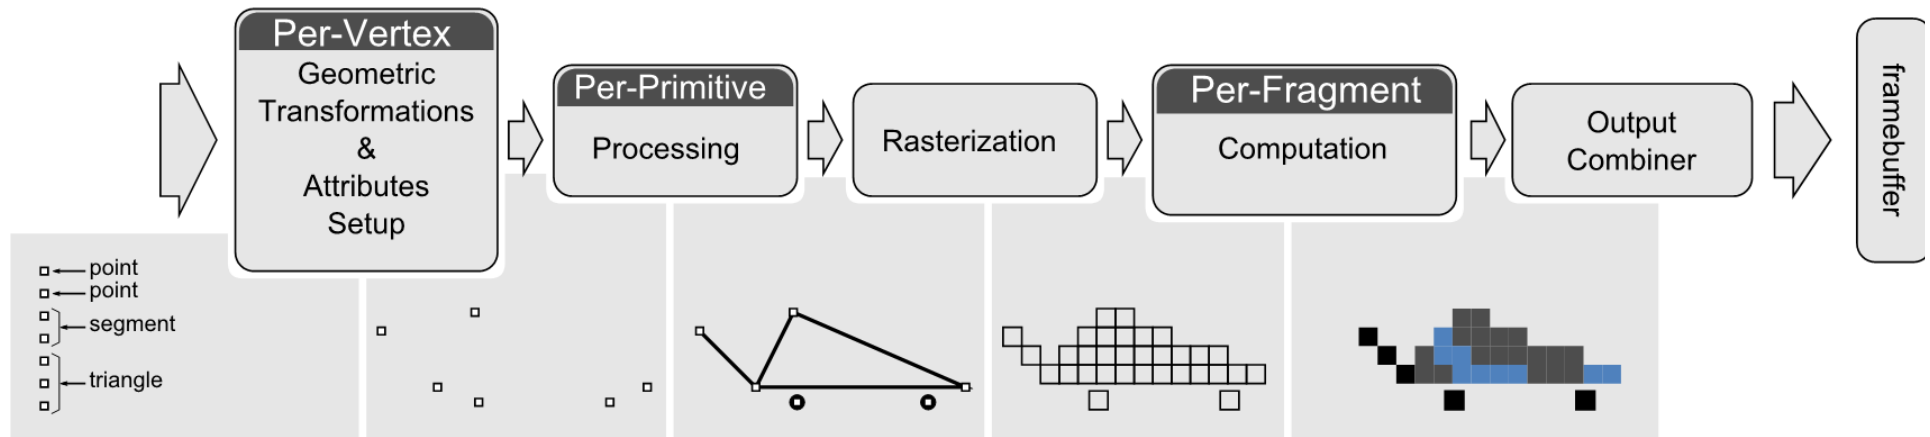 Per-Vertex
Geometric
Transformations
&
Attributes
Setup
Per-Primitive
Processing
Rasterization
Per-Fragment
Computation
Output
Combiner
framebuffer
point
point
segment
triangle